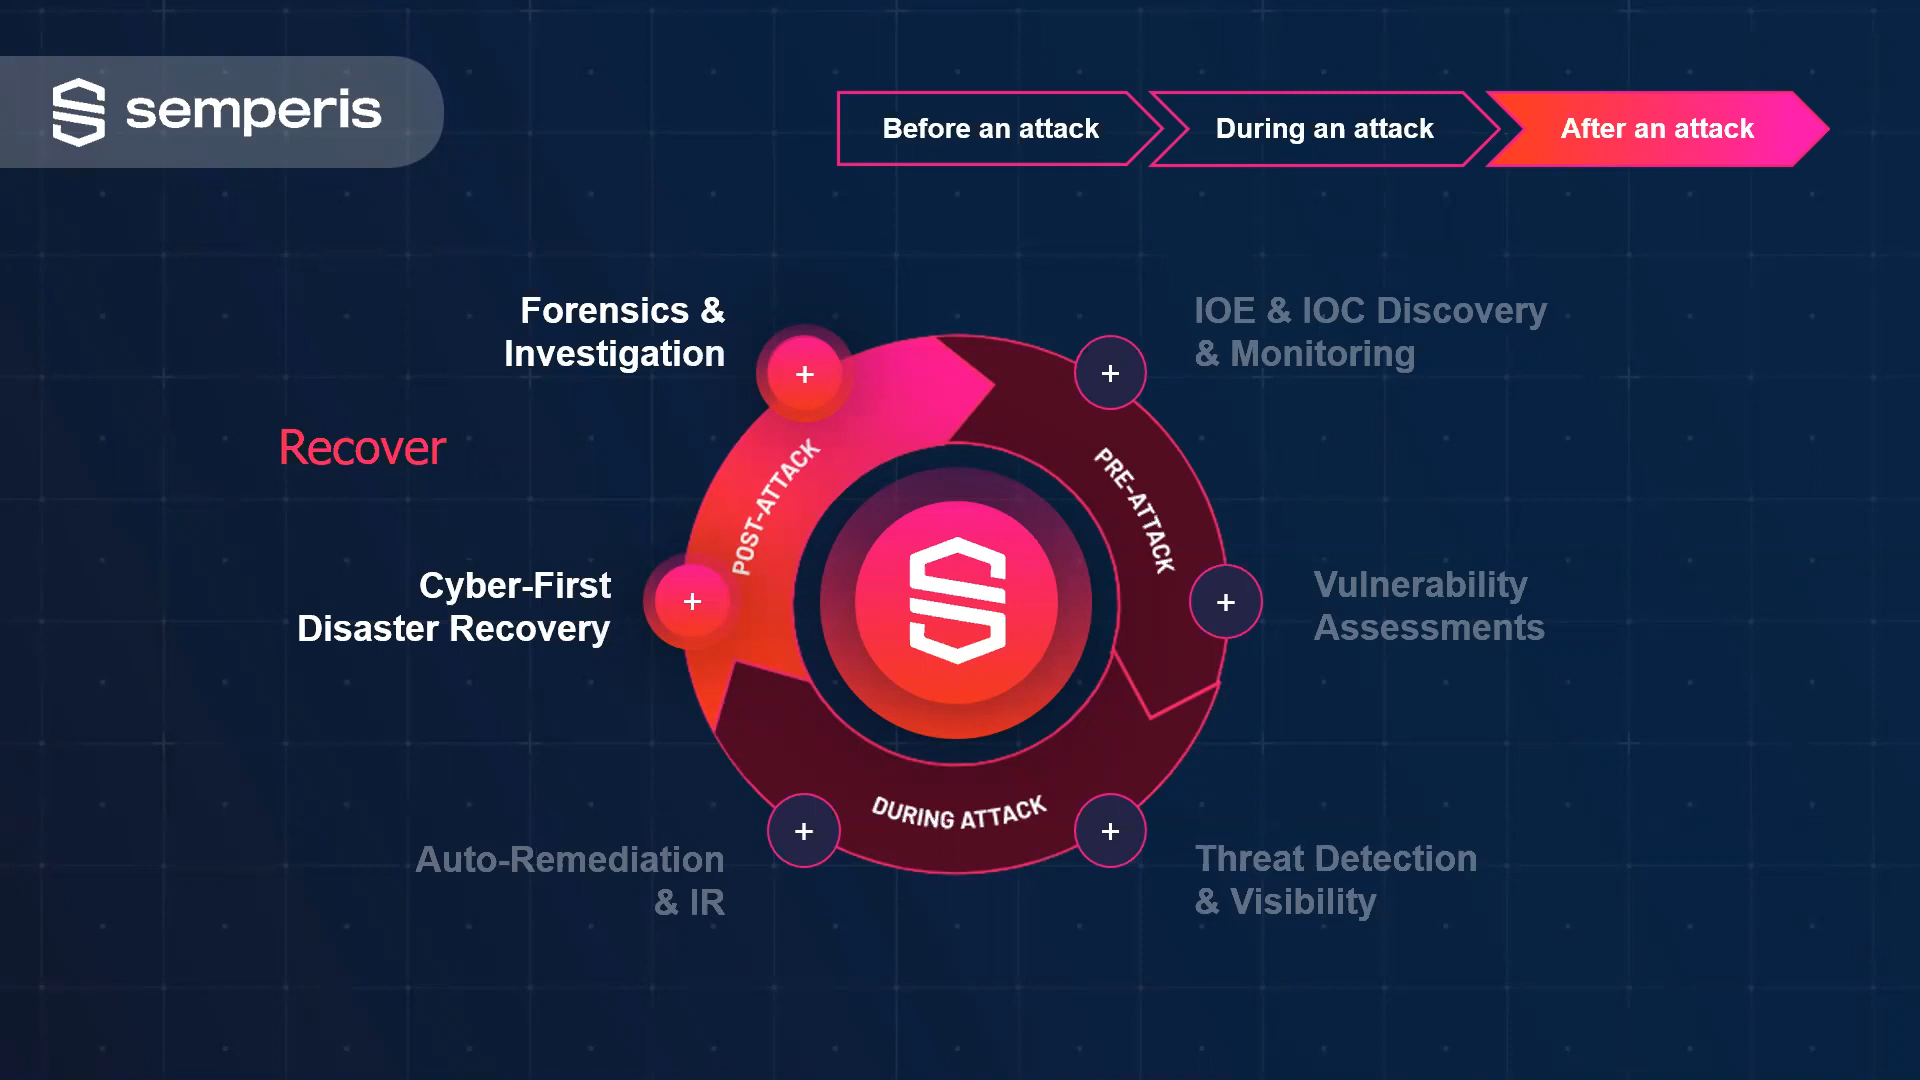 semperis
Before an attack
During an attack
After an attack
Forensics &
Investigation
IOE & IOC Discovery
& Monitoring
Recover
POST-ATTACK
PRE-ATTACK
Cyber-First
Disaster Recovery
Vulnerability
Assessments
DURING ATTACK
Auto-Remediation
& IR
Threat Detection
& Visibility